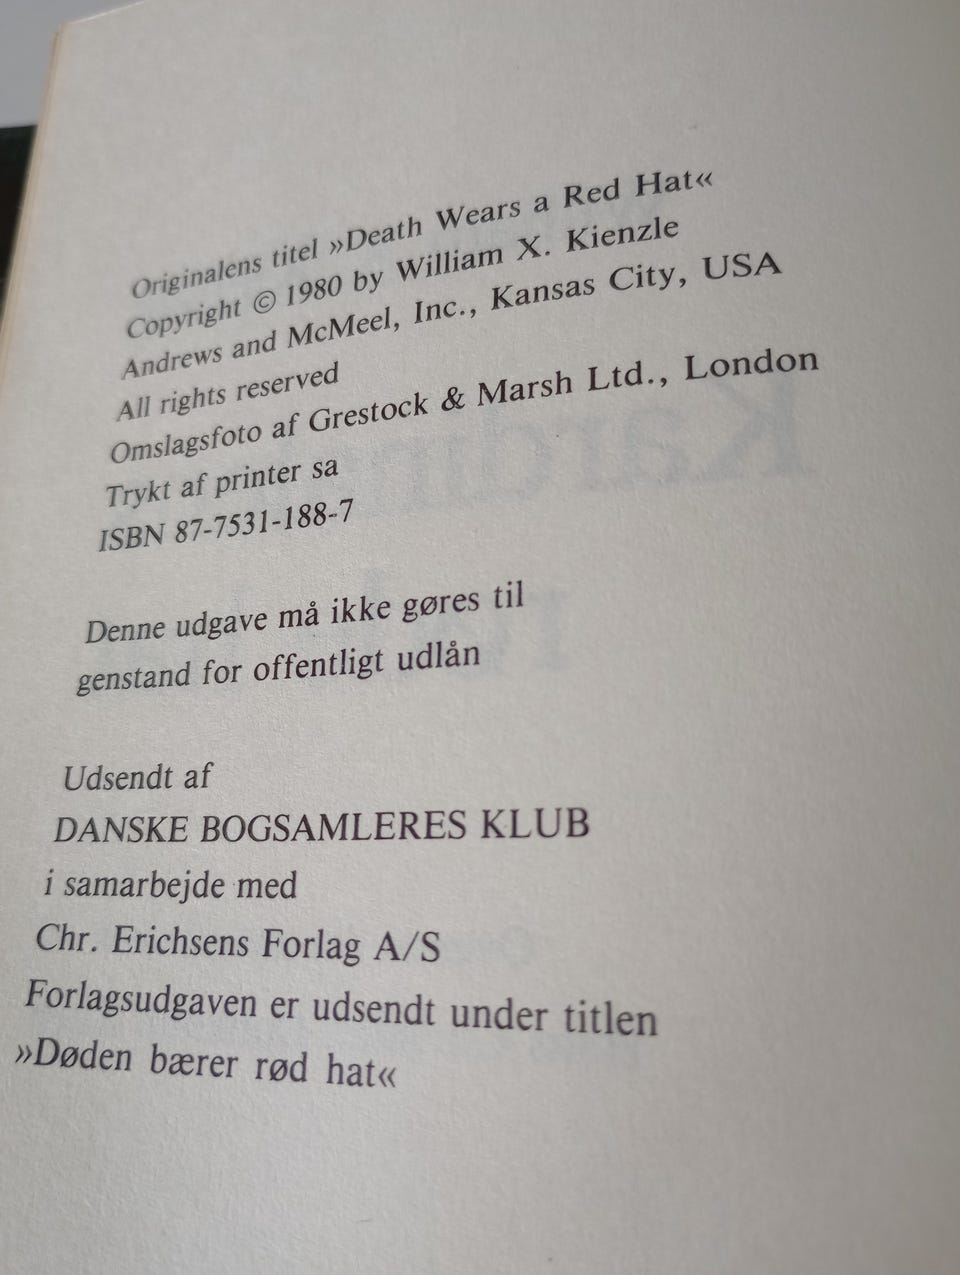 Originalens titel »Death Wears a Red Hat«
Copyright © 1980 by William X. Kienzle
Andrews and McMeel, Inc., Kansas City, USA
All rights reserved
Omslagsfoto af Grestock & Marsh Ltd., London
Trykt af printer sa
ISBN 87-7531-188-7
Denne udgave må ikke gøres til
genstand for offentligt udlån
Udsendt af
DANSKE BOGSAMLERES KLUB
i samarbejde med
Chr. Erichsens Forlag A/S
Forlagsudgaven er udsendt under titlen
»Døden bærer rød hat«